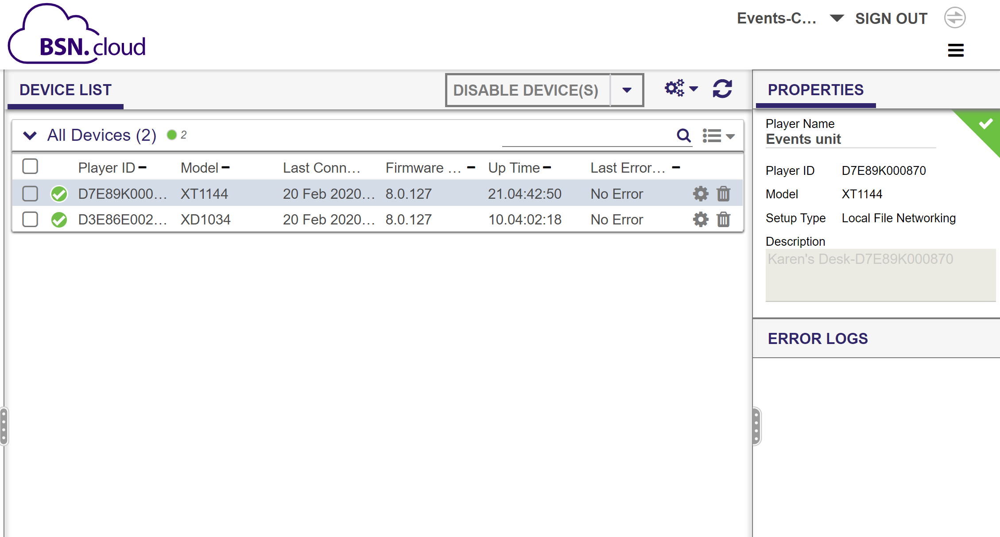 BSN.cloud
Events-C... SIGN OUT
DEVICE LIST
DISABLE DEVICE(S)
All Devices (2) 2
Player ID Model Last Conn... Firmware ... Up Time Last Error...
D7E89K000... XT1144 20 Feb 2020... 8.0.127 21.04:42:50 No Error
D3E86E002... XD1034 20 Feb 2020... 8.0.127 10.04:02:18 No Error
PROPERTIES
Player Name
Events unit
Player ID D7E89K000870
Model XT1144
Setup Type Local File Networking
Description
Karen's Desk-D7E89K000870
ERROR LOGS